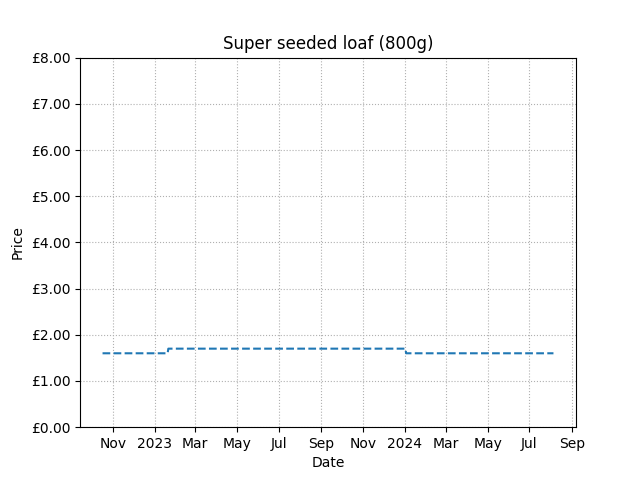 Super seeded loaf (800g)
£8.00
£7.00
£6.00
£5.00
£4.00
£3.00
£2.00
£1.00
£0.00
Price
Nov 2023 Mar May Jul Sep Nov 2024 Mar May Jul Sep
Date